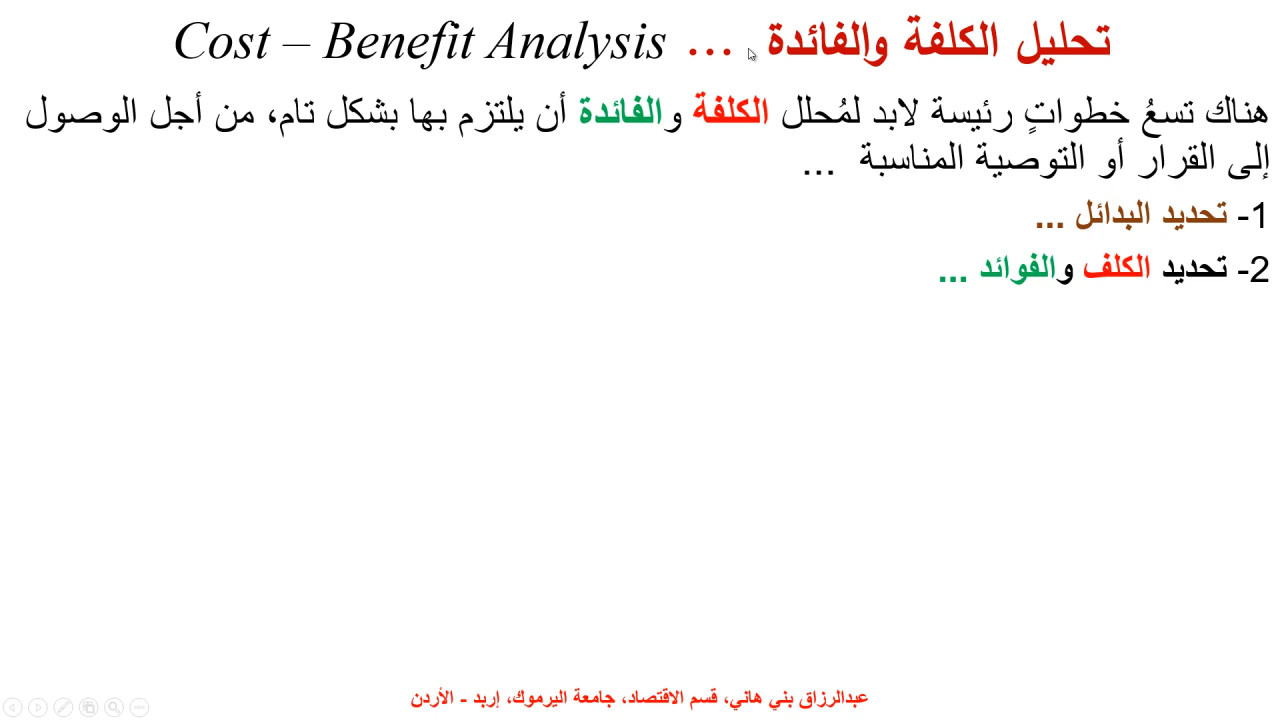 تحليل الكلفة والفائدة ... Cost – Benefit Analysis
هناك تسعُ خطواتٍ رئيسة لابد لمُحلل الكلفة والفائدة أن يلتزم بها بشكل تام، من أجل الوصول
إلى القرار أو التوصية المناسبة ...
1- تحديد البدائل ...
2- تحديد الكلف والفوائد ...
عبدالرزاق بني هاني، قسم الاقتصاد، جامعة اليرموك، إربد - الأردن